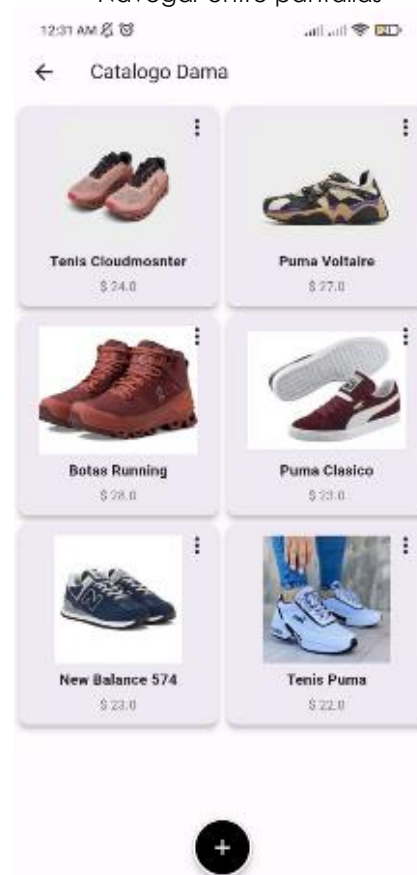 Navegar entre pantallas
12:31 AM
Catalogo Dama
Tenis Cloudmosnter
$ 24.0
Puma Voltaire
$ 27.0
Botas Running
$ 28.0
Puma Clasico
$ 23.0
New Balance 574
$ 23.0
Tenis Puma
$ 22.0
+